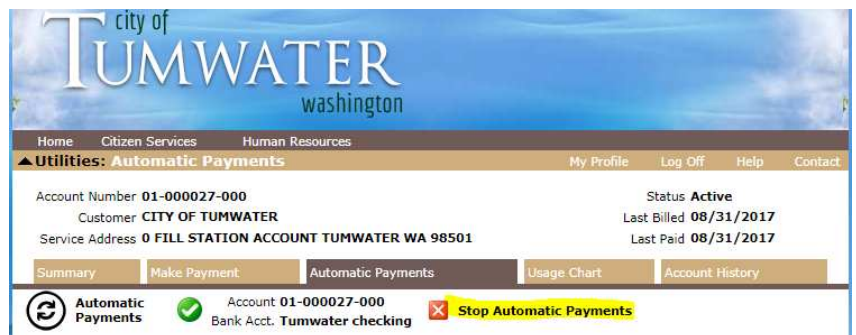 city of
TUMWATER
washington
Home Citizen Services Human Resources
Utilities: Automatic Payments My Profile Log Off Help Contact
Account Number 01-000027-000 Status Active
Customer CITY OF TUMWATER Last Billed 08/31/2017
Service Address 0 FILL STATION ACCOUNT TUMWATER WA 98501 Last Paid 08/31/2017
Summary Make Payment Automatic Payments Usage Chart Account History
Automatic Payments Account 01-000027-000 Stop Automatic Payments
Bank Acct. Tumwater checking